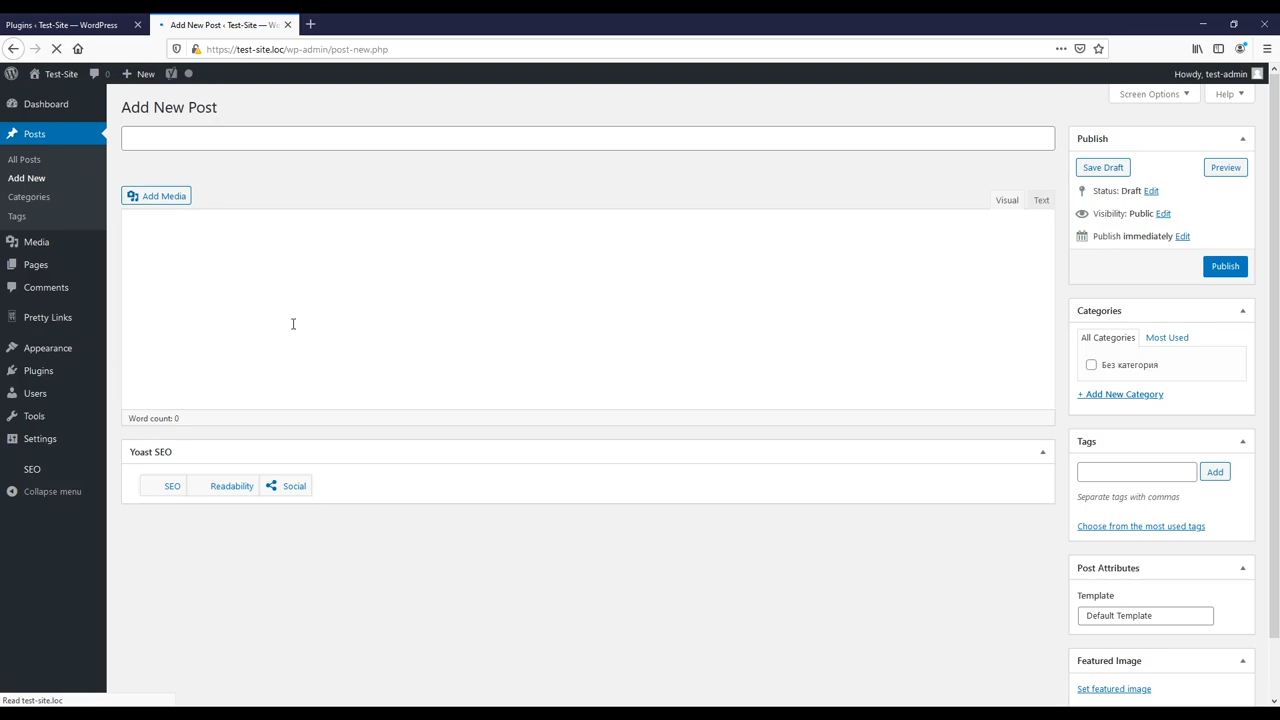 Plugins ‹ Test-Site — WordPress
Add New Post ‹ Test-Site — Wo
https://test-site.loc/wp-admin/post-new.php
Test-Site
0
New
Howdy, test-admin
Dashboard
Posts
All Posts
Add New
Categories
Tags
Media
Pages
Comments
Pretty Links
Appearance
Plugins
Users
Tools
Settings
SEO
Collapse menu
Add New Post
Screen Options
Help
Add Media
Visual
Text
Word count: 0
Yoast SEO
SEO
Readability
Social
Publish
Save Draft
Preview
Status: Draft Edit
Visibility: Public Edit
Publish immediately Edit
Publish
Categories
All Categories
Most Used
Без категория
+ Add New Category
Tags
Add
Separate tags with commas
Choose from the most used tags
Post Attributes
Template
Default Template
Featured Image
Set featured image
Read test-site.loc